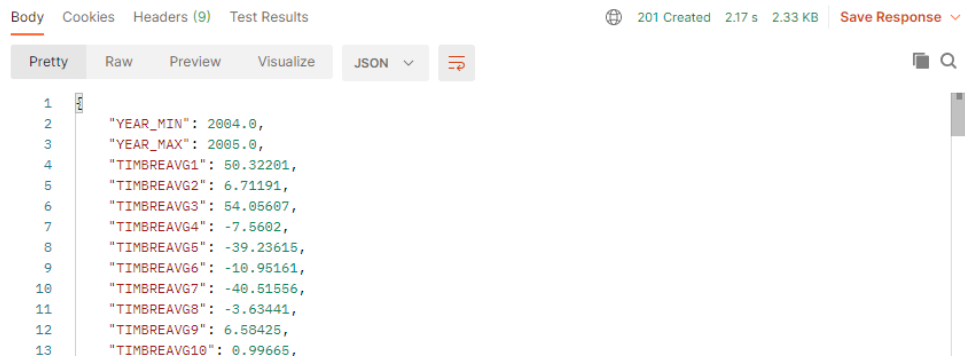 Body Cookies Headers (9) Test Results 201 Created 2.17 s 2.33 KB Save Response
Pretty Raw Preview Visualize JSON
1 {
2 "YEAR_MIN": 2004.0,
3 "YEAR_MAX": 2005.0,
4 "TIMBREAVG1": 50.32201,
5 "TIMBREAVG2": 6.71191,
6 "TIMBREAVG3": 54.05607,
7 "TIMBREAVG4": -7.5602,
8 "TIMBREAVG5": -39.23615,
9 "TIMBREAVG6": -10.95161,
10 "TIMBREAVG7": -40.51556,
11 "TIMBREAVG8": -3.63441,
12 "TIMBREAVG9": 6.58425,
13 "TIMBREAVG10": 0.99665,